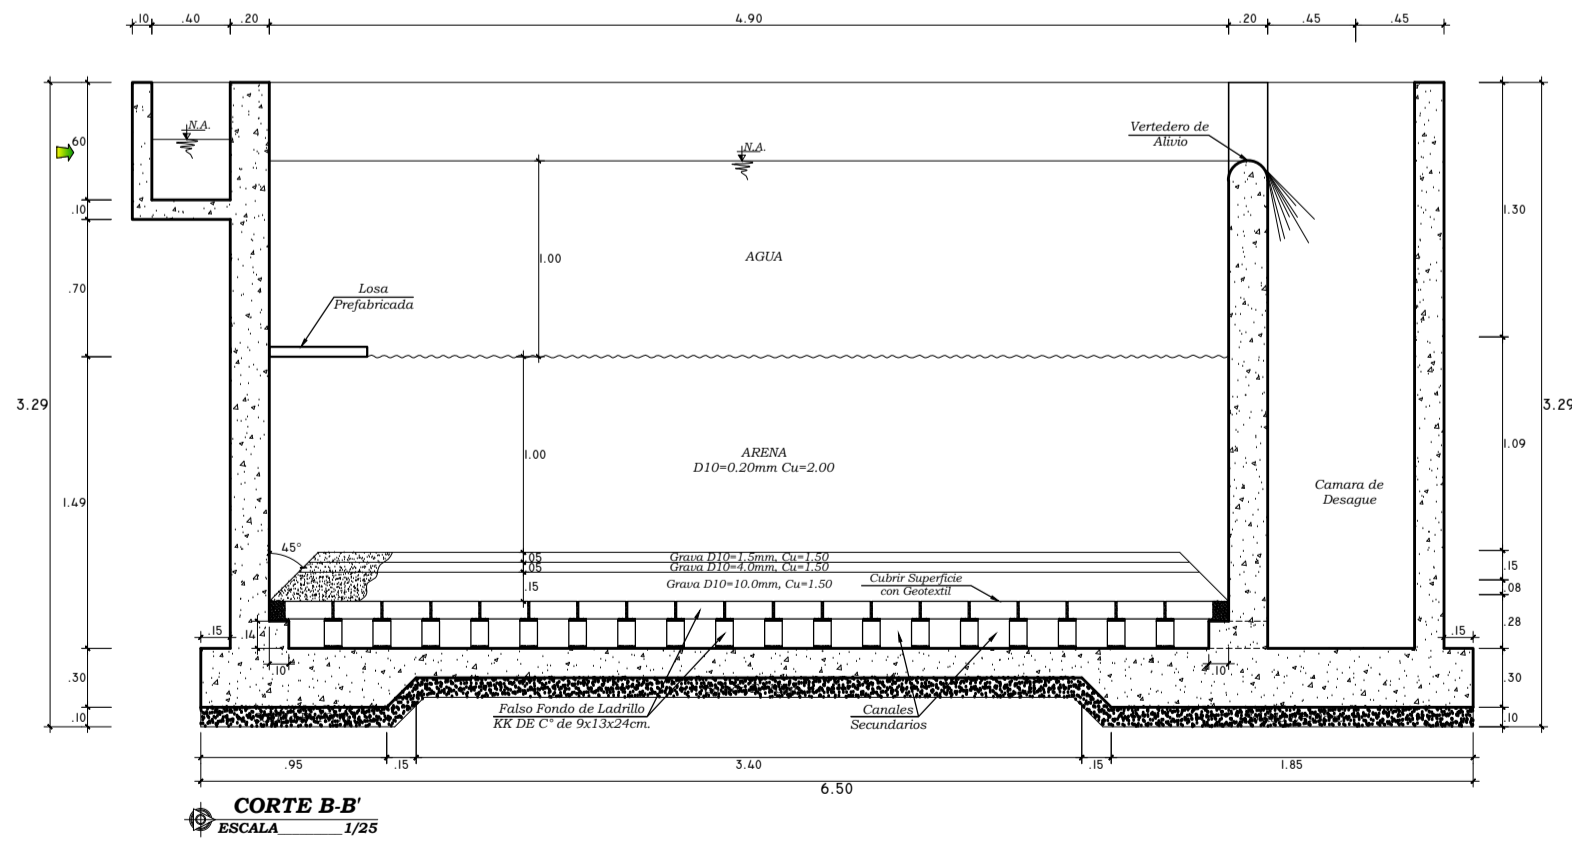 .10 .40 .20 4.90 .20 .45 .45
N.A.
N.A.
Vertedero de
Alivio
.60
.10
1.30
AGUA
1.00
.70
Losa
Prefabricada
3.29
3.29
1.09
1.00
ARENA
D10=0.20mm Cu=2.00
Camara de
Desague
1.49
45°
.05
Grava D10=1.5mm, Cu=1.50
.05
Grava D10=4.0mm, Cu=1.50
.15
Grava D10=10.0mm, Cu=1.50
Cubrir Superficie
con Geotextil
.15
.08
.28
.15
.14
.15
.10
.10
.30
.30
.10
.10
Falso Fondo de Ladrillo
KK DE C° de 9x13x24cm.
Canales
Secundarios
.95 .15 3.40 .15 1.85
6.50
CORTE B-B'
ESCALA________1/25